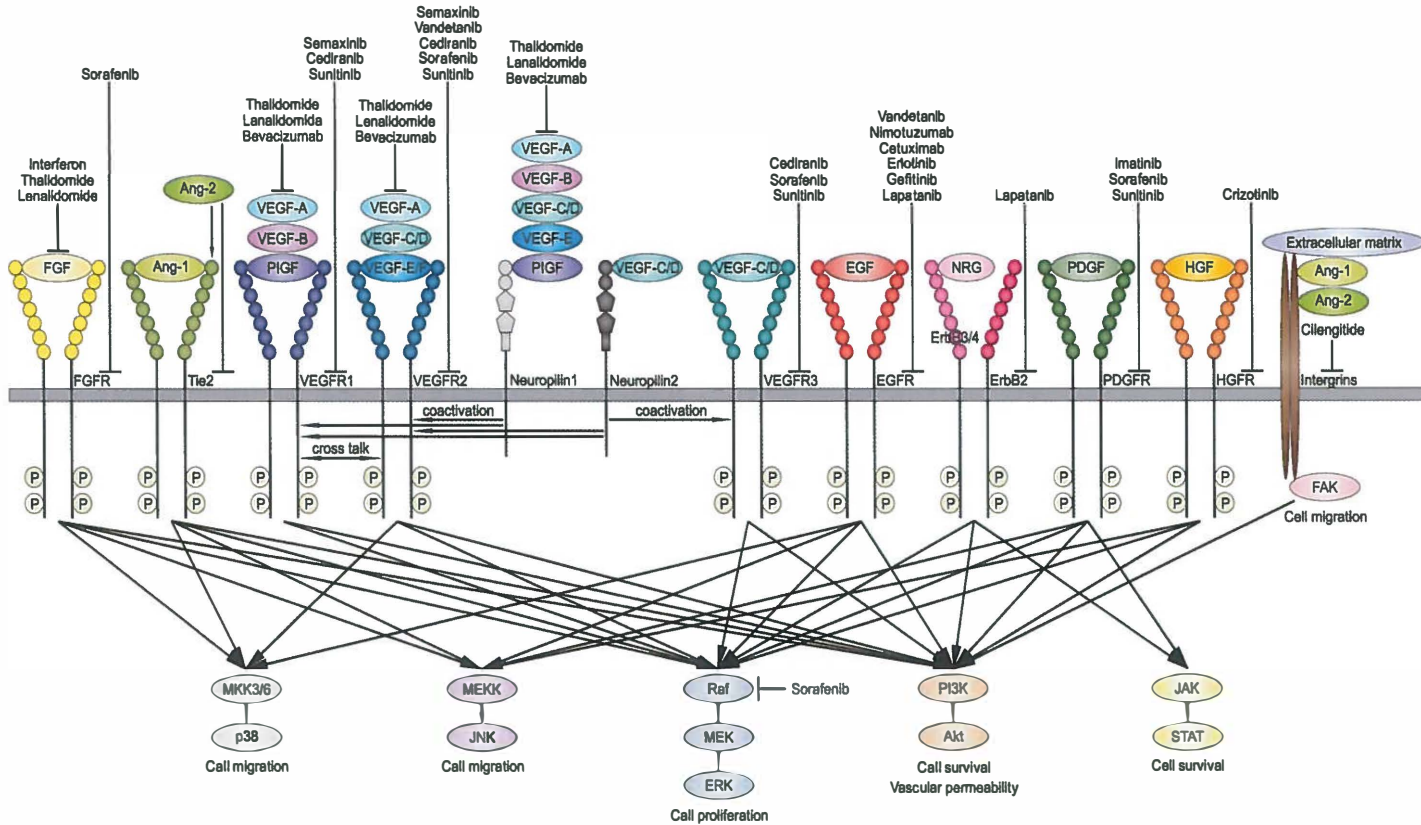 Sorafenib
Interferon
Thalidomide
Lenalidomide
FGF
FGFR
Ang-2
Ang-1
Tie2
Thalidomide
Lanalidomida
Bevacizumab
VEGF-A
VEGF-B
PIGF
Semaxinib
Cediranib
Sunitinib
VEGFR1
Thalidomide
Lenalidomide
Bevacizumab
VEGF-A
VEGF-C/D
VEGF-E/F
Semaxinib
Vandetanib
Cediranib
Sorafenib
Sunitinib
VEGFR2
Thalidomide
Lanalidomide
Bevacizumab
VEGF-A
VEGF-B
VEGF-C/D
VEGF-E
PIGF
Neuropilin1
VEGF-C/D
Neuropilin2
VEGF-C/D
Cediranib
Sorafenib
Sunitinib
VEGFR3
Vandetanib
Nimotuzumab
Cetuximab
Erlotinib
Gefitinib
Lapatanib
EGF
EGFR
Lapatanib
NRG
ErbB3/4
ErbB2
Imatinib
Sorafenib
Sunitinib
PDGF
PDGFR
Crizotinib
HGF
HGFR
Extracellular matrix
Ang-1
Ang-2
Cilengitide
Intergrins
coactivation
coactivation
cross talk
P P P P P P P P P P P P P P P P P P
P P P P P P P P P P P P P P P P P P
FAK
Cell migration
MKK3/6
p38
Call migration
MEKK
JNK
Call migration
Raf
Sorafenib
MEK
ERK
Call proliferation
PI3K
Akt
Call survival
Vascular permeability
JAK
STAT
Cell survival